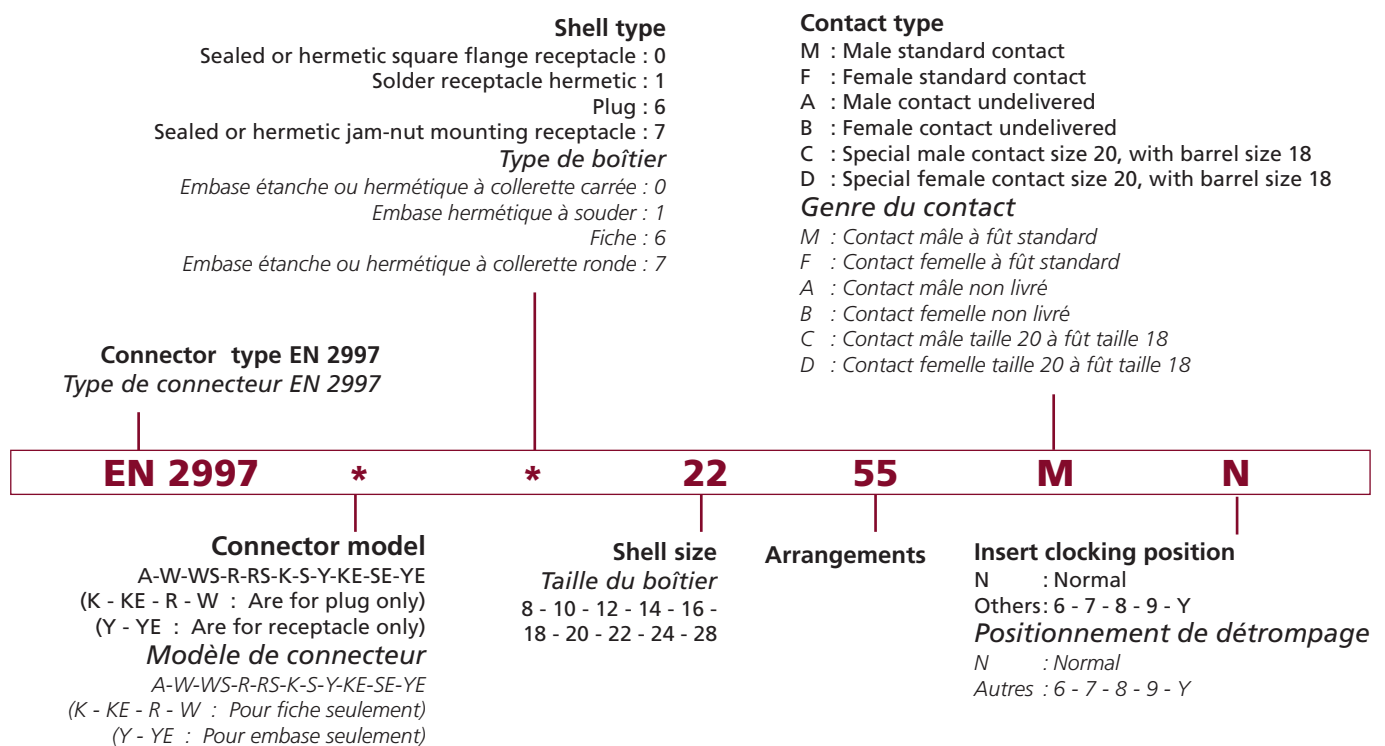 Shell type
Sealed or hermetic square flange receptacle : 0
Solder receptacle hermetic : 1
Plug : 6
Sealed or hermetic jam-nut mounting receptacle : 7
Type de boîtier
Embase étanche ou hermétique à collerette carrée : 0
Embase hermétique à souder : 1
Fiche : 6
Embase étanche ou hermétique à collerette ronde : 7
Contact type
M : Male standard contact
F : Female standard contact
A : Male contact undelivered
B : Female contact undelivered
C : Special male contact size 20, with barrel size 18
D : Special female contact size 20, with barrel size 18
Genre du contact
M : Contact mâle à fût standard
F : Contact femelle à fût standard
A : Contact mâle non livré
B : Contact femelle non livré
C : Contact mâle taille 20 à fût taille 18
D : Contact femelle taille 20 à fût taille 18
Connector type EN 2997
Type de connecteur EN 2997
EN 2997 * * 22 55 M N
Connector model
A-W-WS-R-RS-K-S-Y-KE-SE-YE
(K - KE - R - W : Are for plug only)
(Y - YE : Are for receptacle only)
Modèle de connecteur
A-W-WS-R-RS-K-S-Y-KE-SE-YE
(K - KE - R - W : Pour fiche seulement)
(Y - YE : Pour embase seulement)
Shell size
Taille du boîtier
8 - 10 - 12 - 14 - 16 -
18 - 20 - 22 - 24 - 28
Arrangements
Insert clocking position
N : Normal
Others : 6 - 7 - 8 - 9 - Y
Positionnement de détrompage
N : Normal
Autres : 6 - 7 - 8 - 9 - Y